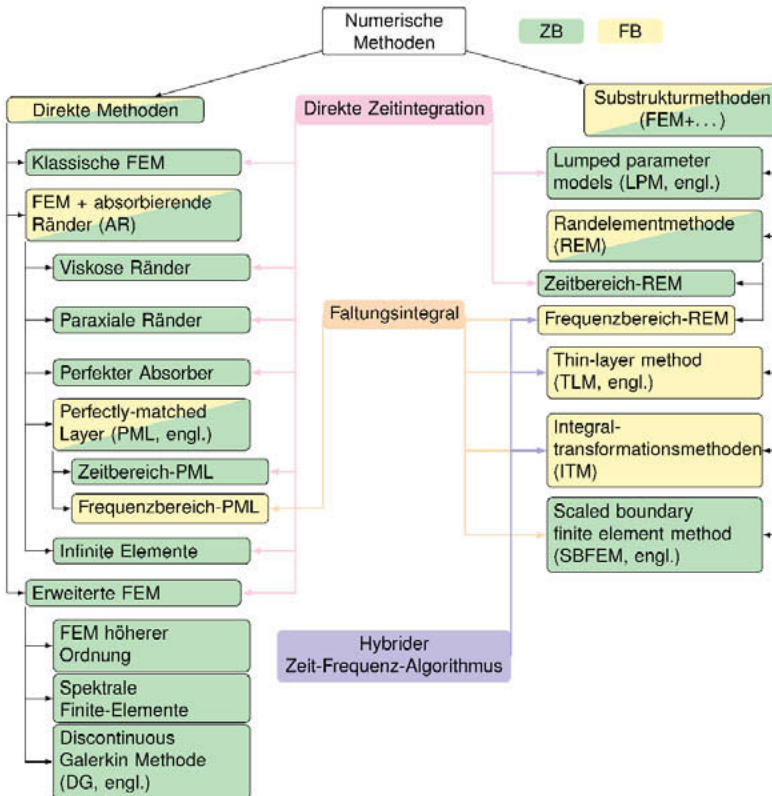 Numerische
Methoden
ZB
FB
Direkte Methoden
Direkte Zeitintegration
Substrukturmethoden
(FEM+...)
Klassische FEM
FEM + absorbierende
Ränder (AR)
Viskose Ränder
Paraxiale Ränder
Perfekter Absorber
Perfectly-matched
Layer (PML, engl.)
Zeitbereich-PML
Frequenzbereich-PML
Infinite Elemente
Erweiterte FEM
FEM höherer
Ordnung
Spektrale
Finite-Elemente
Discontinuous
Galerkin Methode
(DG, engl.)
Faltungsintegral
Hybrider
Zeit-Frequenz-Algorithmus
Lumped parameter
models (LPM, engl.)
Randelementmethode
(REM)
Zeitbereich-REM
Frequenzbereich-REM
Thin-layer method
(TLM, engl.)
Integral-
transformationsmethoden
(ITM)
Scaled boundary
finite element method
(SBFEM, engl.)